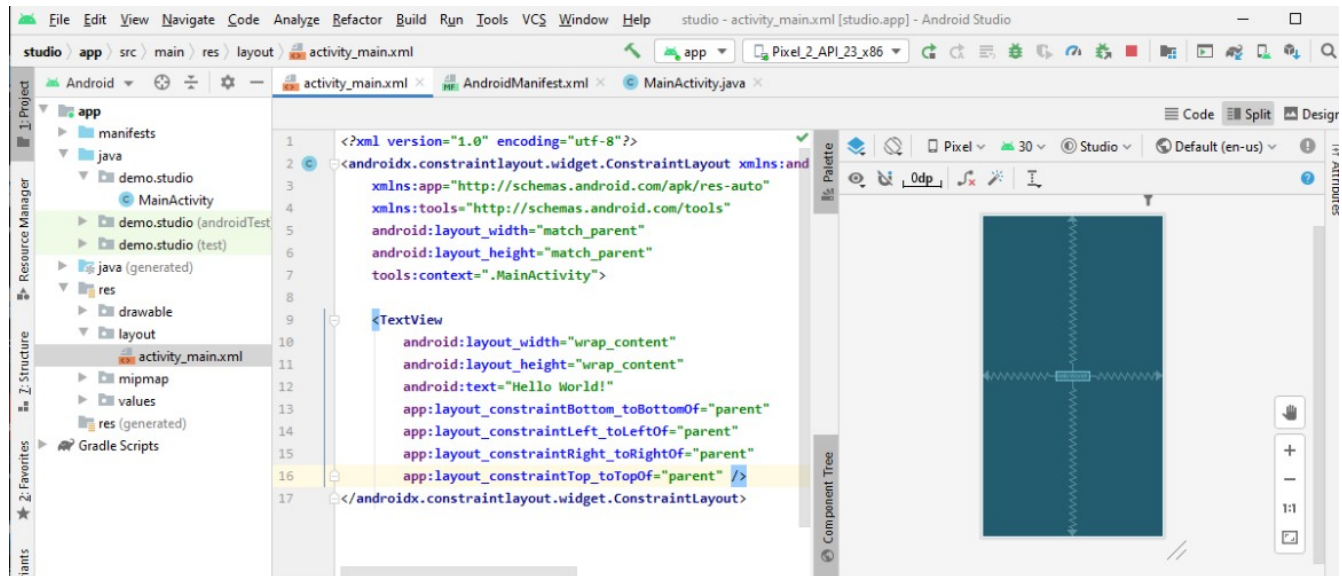 File Edit View Navigate Code Analyze Refactor Build Run Tools VCS Window Help studio - activity_main.xml [studio.app] - Android Studio
studio app src main res layout activity_main.xml app Pixel_2_API_23_x86
Android activity_main.xml AndroidManifest.xml MainActivity.java
1: Project
Resource Manager
Z: Structure
2: Favorites
iants
app
manifests
java
demo.studio
MainActivity
demo.studio (androidTest
demo.studio (test)
java (generated)
res
drawable
layout
activity_main.xml
mipmap
values
res (generated)
Gradle Scripts
Code Split Design
1 <?xml version="1.0" encoding="utf-8"?>
2 <androidx.constraintlayout.widget.ConstraintLayout xmlns:and
3 xmlns:app="http://schemas.android.com/apk/res-auto"
4 xmlns:tools="http://schemas.android.com/tools"
5 android:layout_width="match_parent"
6 android:layout_height="match_parent"
7 tools:context=".MainActivity">
8
9 <TextView
10 android:layout_width="wrap_content"
11 android:layout_height="wrap_content"
12 android:text="Hello World!"
13 app:layout_constraintBottom_toBottomOf="parent"
14 app:layout_constraintLeft_toLeftOf="parent"
15 app:layout_constraintRight_toRightOf="parent"
16 app:layout_constraintTop_toTopOf="parent" />
17 </androidx.constraintlayout.widget.ConstraintLayout>
Palette
Component Tree
Pixel 30 Studio Default (en-us)
0dp
Attributes
1:1